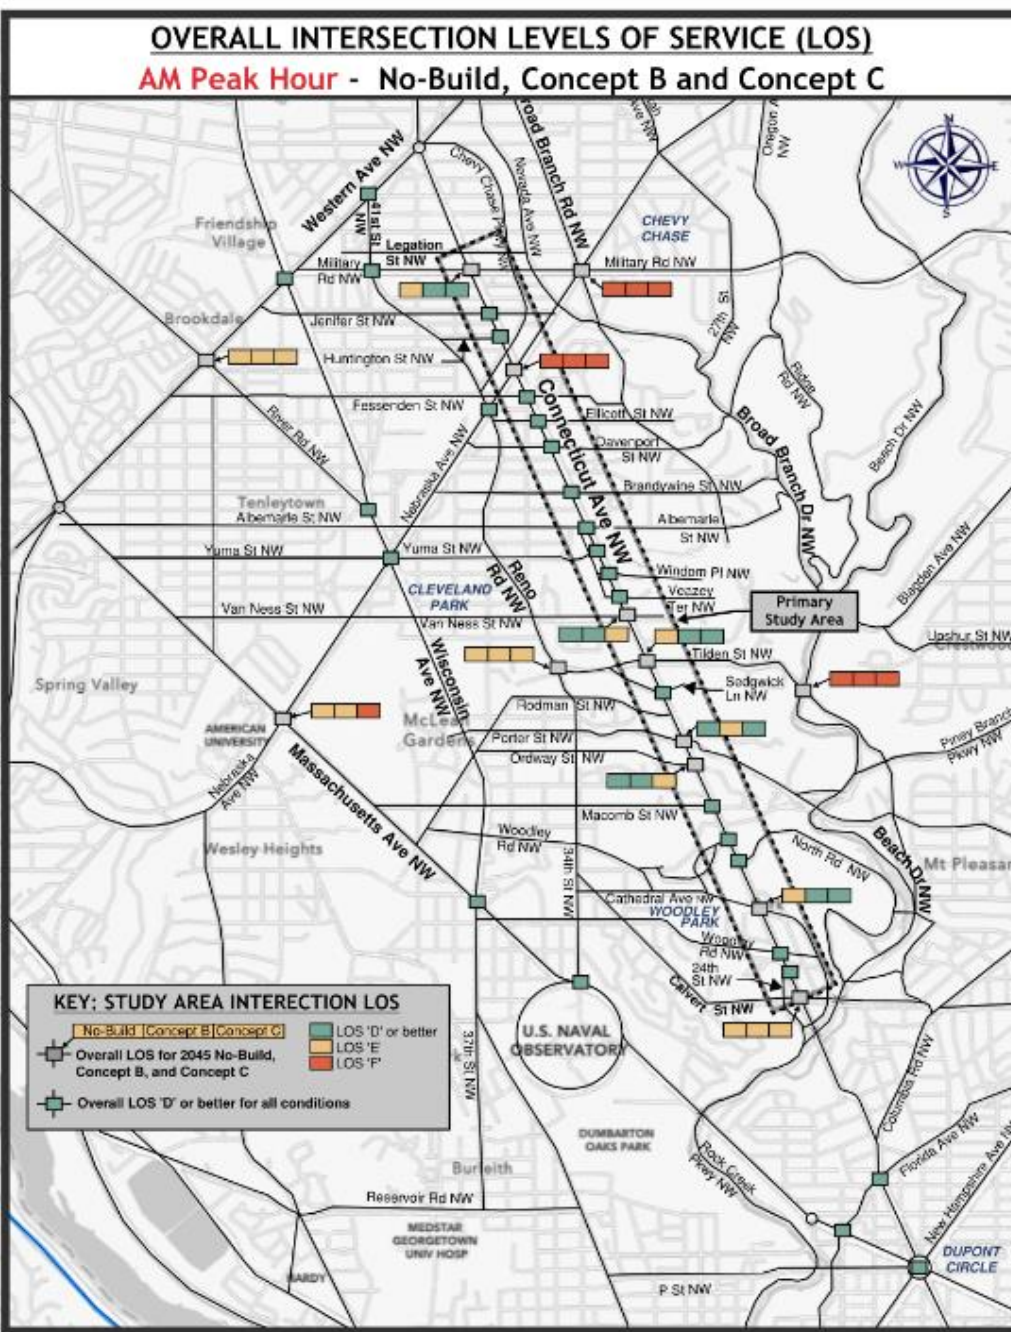 OVERALL INTERSECTION LEVELS OF SERVICE (LOS)
AM Peak Hour - No-Build, Concept B and Concept C
Broad Branch Rd NW
Oregon
NW
Western Ave NW
Chevy Chase Pkwy NW
Nevada Ave NW
N
W
E
S
Friendship
Village
41st St
NW
CHEVY
CHASE
Legation
St NW
Military
Rd NW
Military Rd NW
27th St
NW
Brookdale
Jenifer St NW
Huntington St NW
Ridge
Rd NW
Beach Dr NW
Fessenden St NW
Ellicott St NW
Connecticut Ave NW
Broad Branch Dr NW
River Rd NW
Davenport
St NW
Nebraska Ave NW
Brandywine St NW
Tenleytown
Albemarle St NW
Albemarle
St NW
Yuma St NW
Yuma St NW
Blagden Ave NW
Reno
Rd NW
Windom Pl NW
CLEVELAND
PARK
Veazey
Ter NW
Primary
Study Area
Van Ness St NW
Van Ness St NW
Upshur St NW
Crestwood
Wisconsin
Ave NW
Tilden St NW
Spring Valley
Sedgwick
Ln NW
Rodman St NW
AMERICAN
UNIVERSITY
McLean
Gardens
Piney Branch
Pkwy NW
Porter St NW
Ordway St NW
Nebraska
Ave NW
Massachusetts Ave NW
Macomb St NW
Woodley
Rd NW
North Rd NW
Beach Dr NW
Wesley Heights
34th St NW
Mt Pleasan
Cathedral Ave NW
WOODLEY
PARK
Woodley
Rd NW
24th
St NW
Calvert St NW
KEY: STUDY AREA INTERECTION LOS
No-Build Concept B Concept C
Overall LOS for 2045 No-Build,
Concept B, and Concept C
LOS 'D' or better
LOS 'E'
LOS 'F'
Overall LOS 'D' or better for all conditions
U.S. NAVAL
OBSERVATORY
37th St NW
Columbia Rd NW
DUMBARTON
OAKS PARK
Rock Creek
Pkwy NW
Florida Ave NW
New Hampshire Ave NW
Burleith
Reservoir Rd NW
MEDSTAR
GEORGETOWN
UNIV HOSP
DUPONT
CIRCLE
HARDY
P St NW